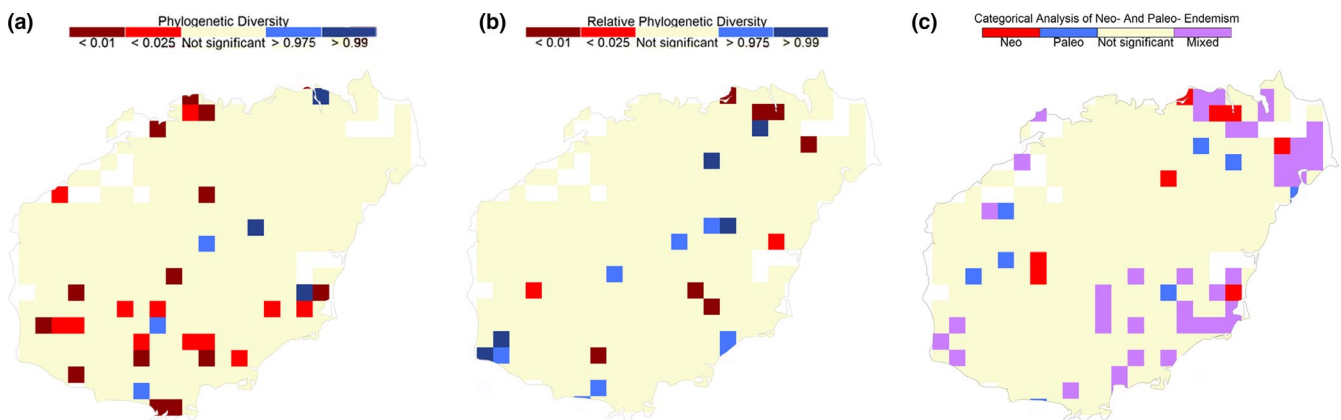 (a)
Phylogenetic Diversity
< 0.01 < 0.025 Not significant > 0.975 > 0.99
(b)
Relative Phylogenetic Diversity
< 0.01 < 0.025 Not significant > 0.975 > 0.99
(c)
Categorical Analysis of Neo- And Paleo- Endemism
Neo Paleo Not significant Mixed